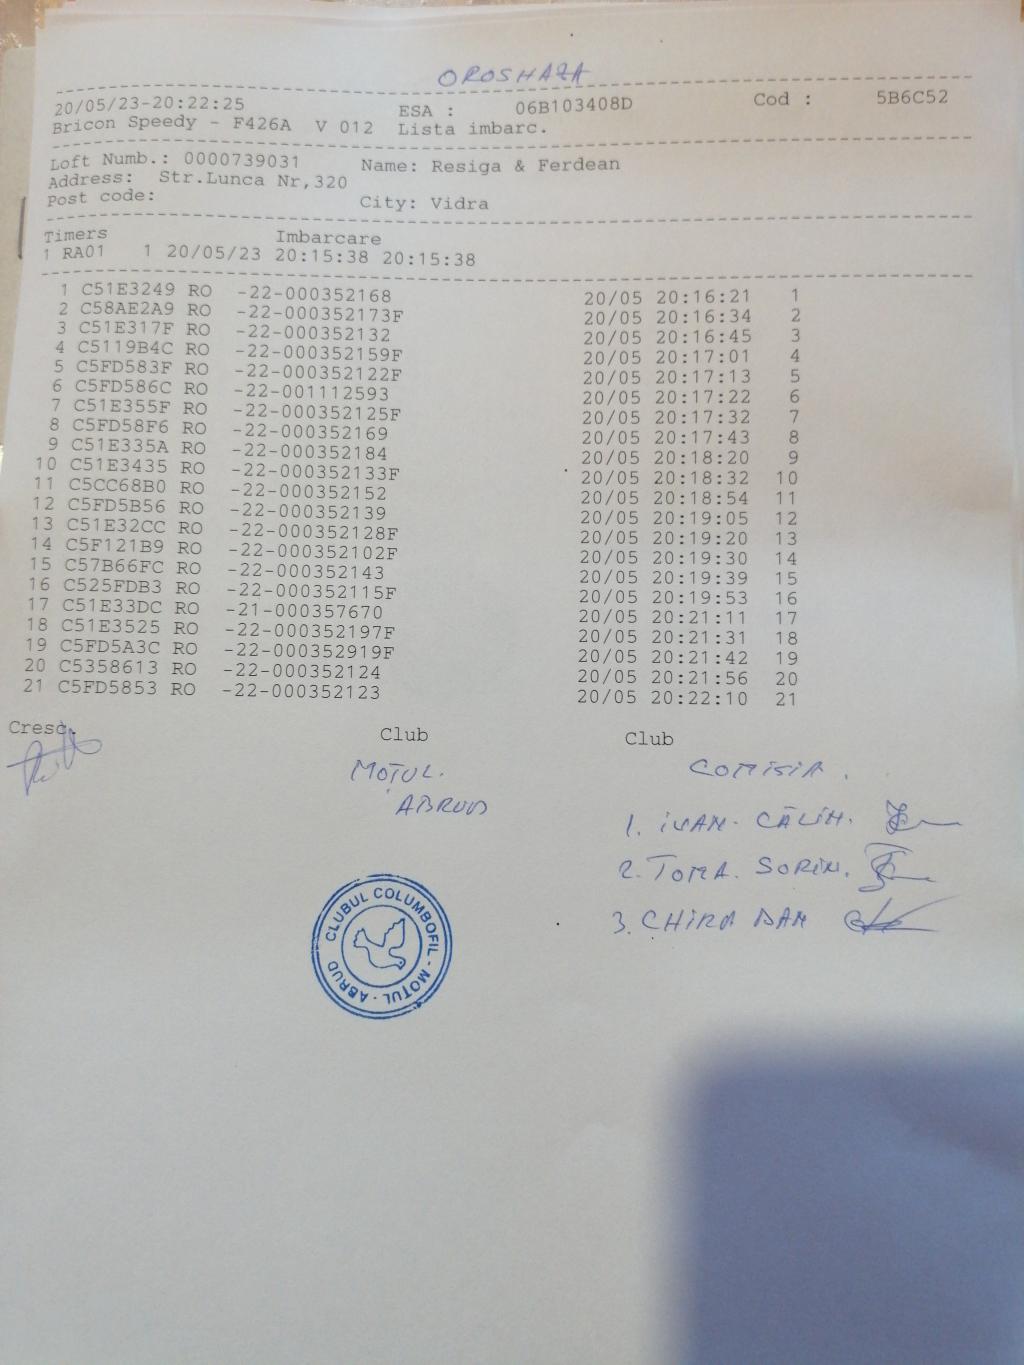 OROSHAZA
20/05/23-20:22:25 ESA : 06B103408D Cod : 5B6C52
Bricon Speedy - F426A V 012 Lista imbarc.
Loft Numb.: 0000739031 Name: Resiga & Ferdean
Address: Str.Lunca Nr,320
Post code: City: Vidra
Timers Imbarcare
1 RA01 1 20/05/23 20:15:38 20:15:38
1 C51E3249 RO -22-000352168 20/05 20:16:21 1
2 C58AE2A9 RO -22-000352173F 20/05 20:16:34 2
3 C51E317F RO -22-000352132 20/05 20:16:45 3
4 C5119B4C RO -22-000352159F 20/05 20:17:01 4
5 C5FD583F RO -22-000352122F 20/05 20:17:13 5
6 C5FD586C RO -22-001112593 20/05 20:17:22 6
7 C51E355F RO -22-000352125F 20/05 20:17:32 7
8 C5FD58F6 RO -22-000352169 20/05 20:17:43 8
9 C51E335A RO -22-000352184 20/05 20:18:20 9
10 C51E3435 RO -22-000352133F 20/05 20:18:32 10
11 C5CC68B0 RO -22-000352152 20/05 20:18:54 11
12 C5FD5B56 RO -22-000352139 20/05 20:19:05 12
13 C51E32CC RO -22-000352128F 20/05 20:19:20 13
14 C5F121B9 RO -22-000352102F 20/05 20:19:30 14
15 C57B66FC RO -22-000352143 20/05 20:19:39 15
16 C525FDB3 RO -22-000352115F 20/05 20:19:53 16
17 C51E33DC RO -21-000357670 20/05 20:21:11 17
18 C51E3525 RO -22-000352197F 20/05 20:21:31 18
19 C5FD5A3C RO -22-000352919F 20/05 20:21:42 19
20 C5358613 RO -22-000352124 20/05 20:21:56 20
21 C5FD5853 RO -22-000352123 20/05 20:22:10 21
Cresc. Club Club
MOȚUL. COMISIA.
ABRUD
1. IVAN. CĂLIN.
2. TOMA. SORIN.
3. CHIRA DAN
CLUBUL COLUMBOFIL - MOȚUL - ABRUD